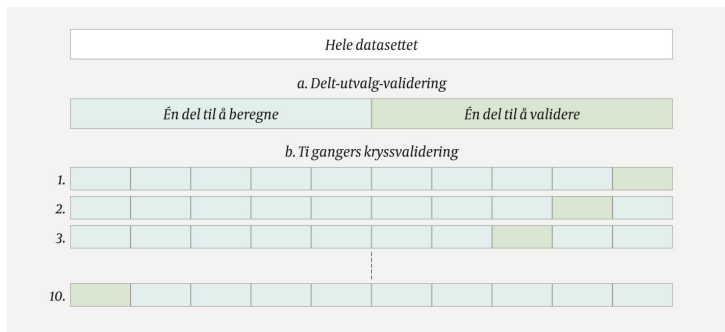 Hele datasettet
a. Delt-utvalg-validering
Én del til å beregne
Én del til å validere
b. Ti gangers kryssvalidering
1.
2.
3.
10.